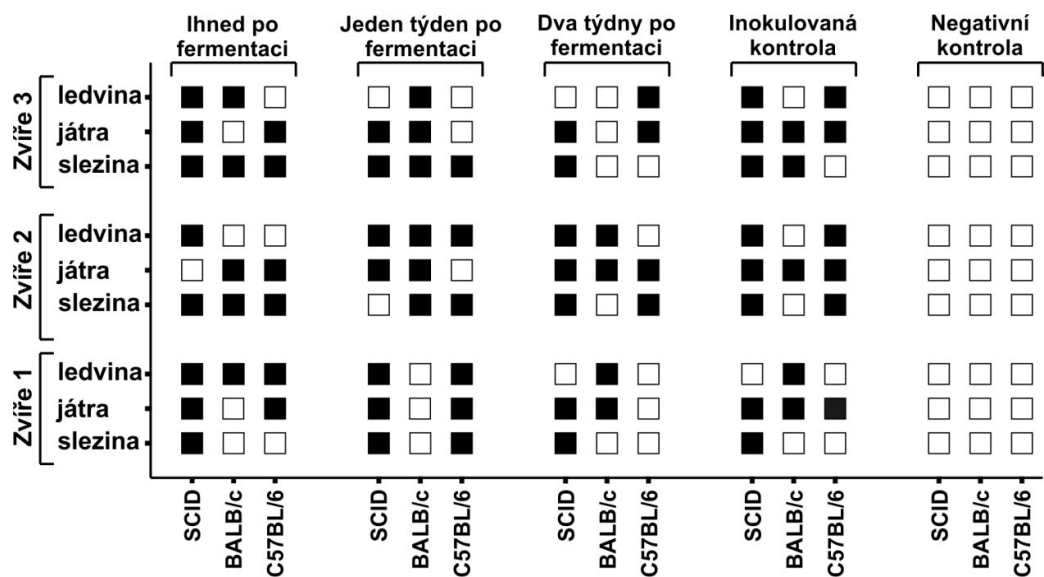 Ihned po
fermentaci
Jeden týden po
fermentaci
Dva týdny po
fermentaci
Inokulovaná
kontrola
Negativní
kontrola
Zvíře 3
ledvina
játra
slezina
Zvíře 2
ledvina
játra
slezina
Zvíře 1
ledvina
játra
slezina
SCID
BALB/c
C57BL/6
SCID
BALB/c
C57BL/6
SCID
BALB/c
C57BL/6
SCID
BALB/c
C57BL/6
SCID
BALB/c
C57BL/6